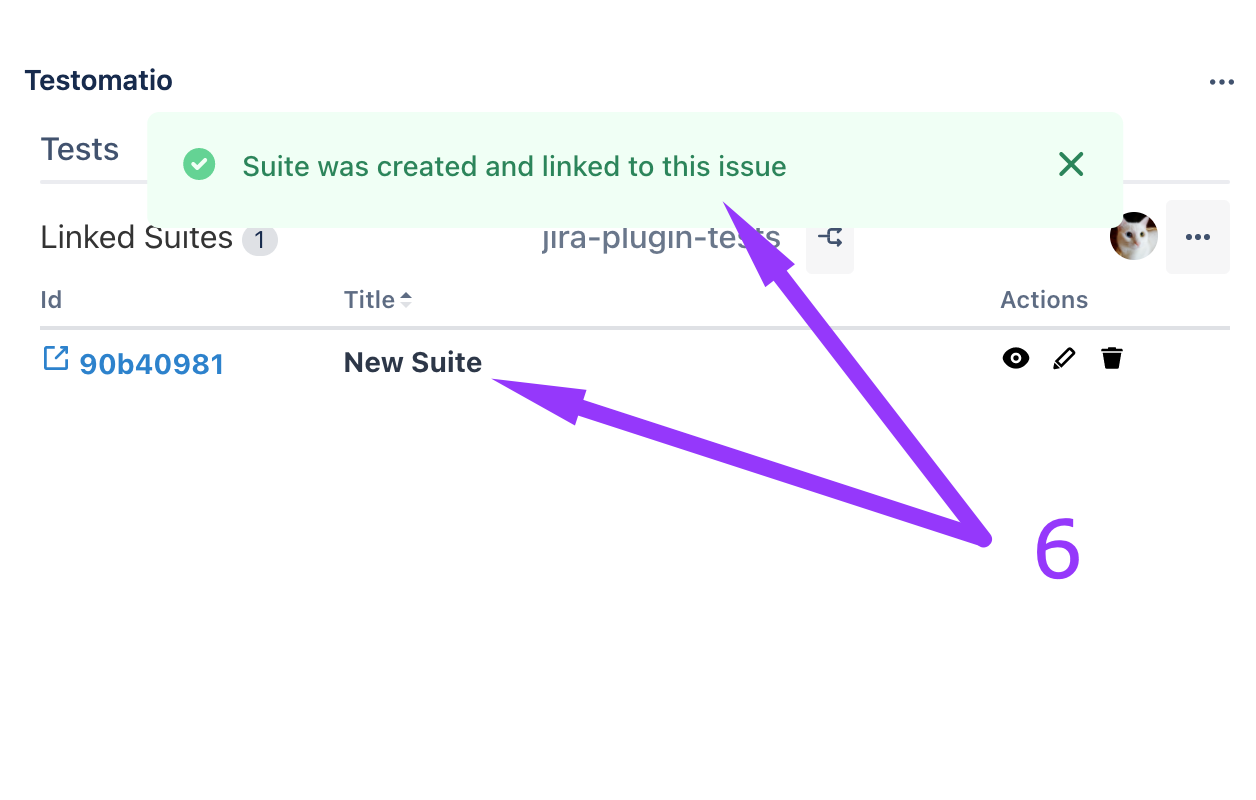 Testomatio
Tests
Suite was created and linked to this issue
Linked Suites 1
jira-plugin-tests
Id Title Actions
90b40981 New Suite
6